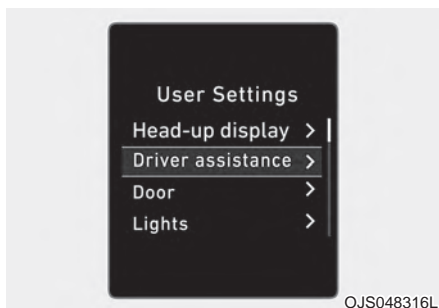 User Settings
Head-up display >
Driver assistance >
Door >
Lights >
OJS048316L